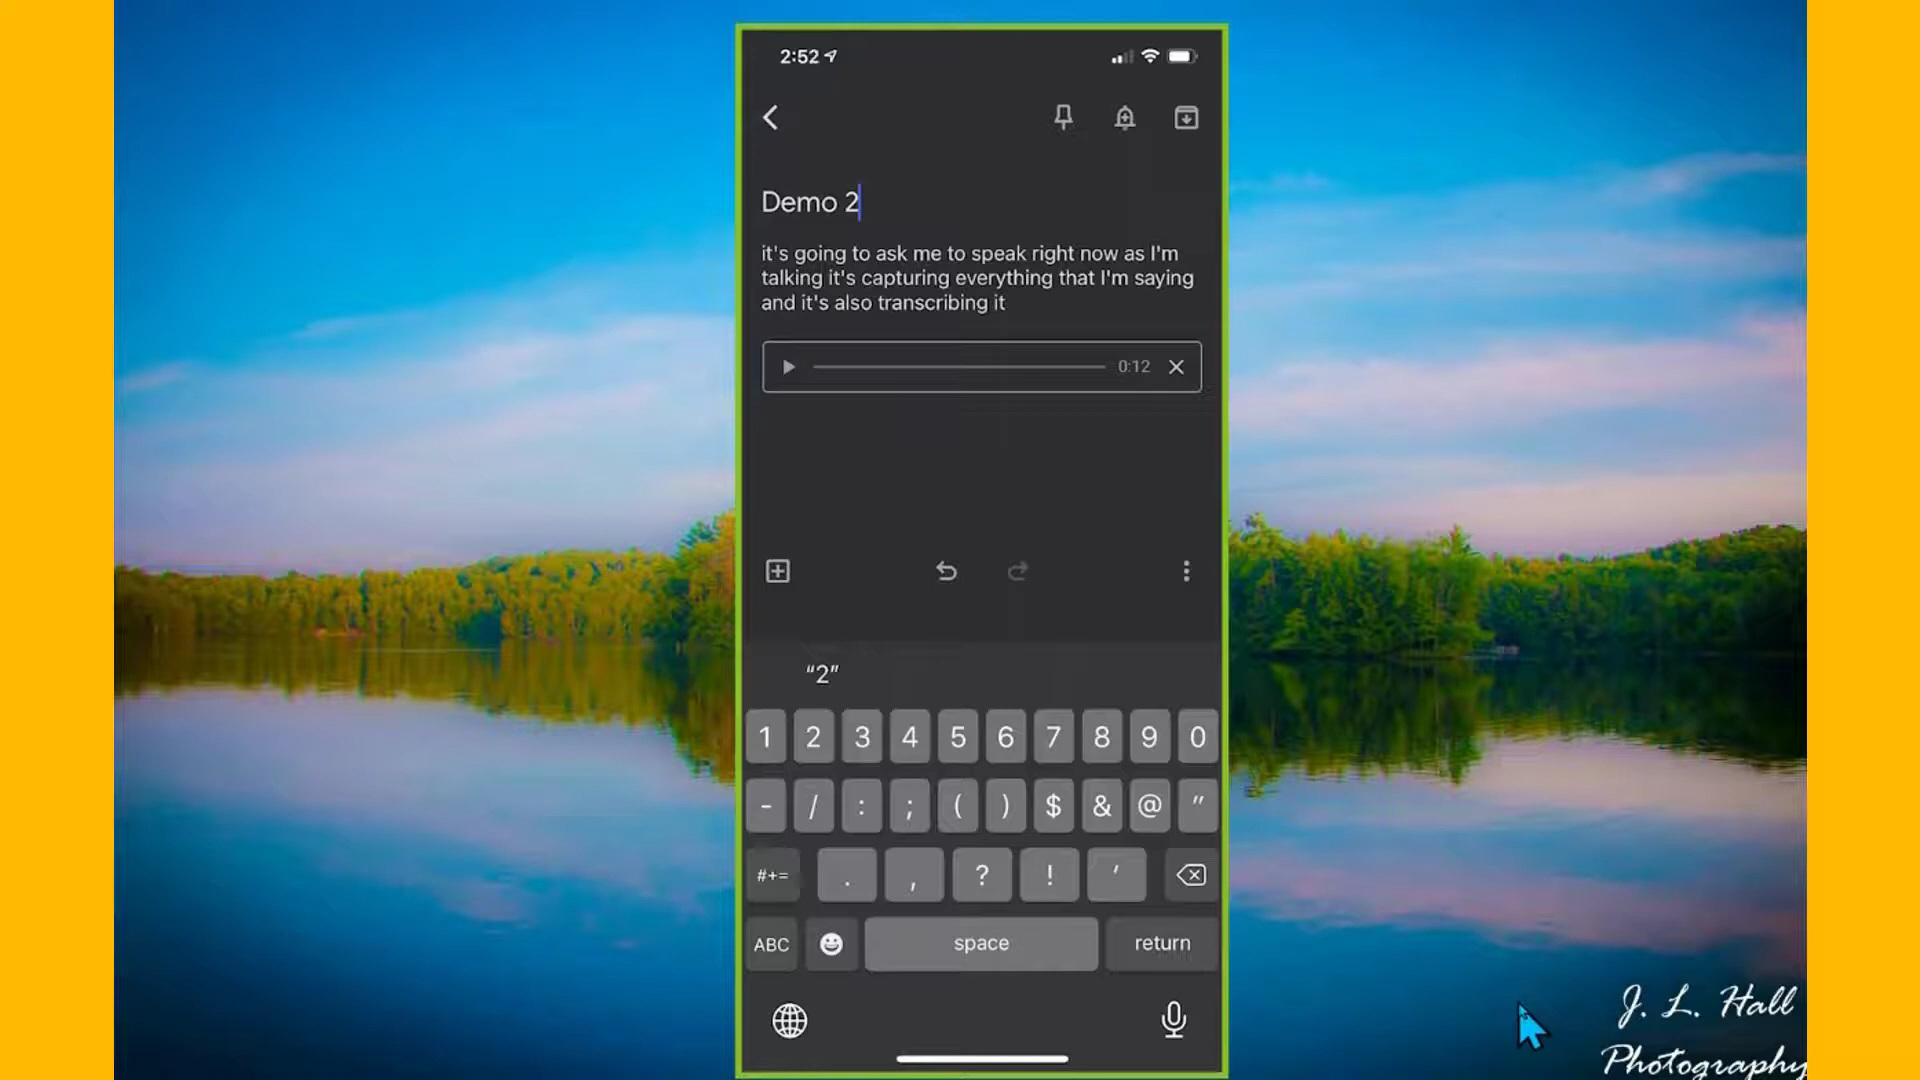 2:52
Demo 2
it's going to ask me to speak right now as I'm
talking it's capturing everything that I'm saying
and it's also transcribing it
0:12
“2”
1 2 3 4 5 6 7 8 9 0
- / : ; ( ) $ & @ "
#+= . , ? ! '
ABC space return
J. L. Hall
Photography